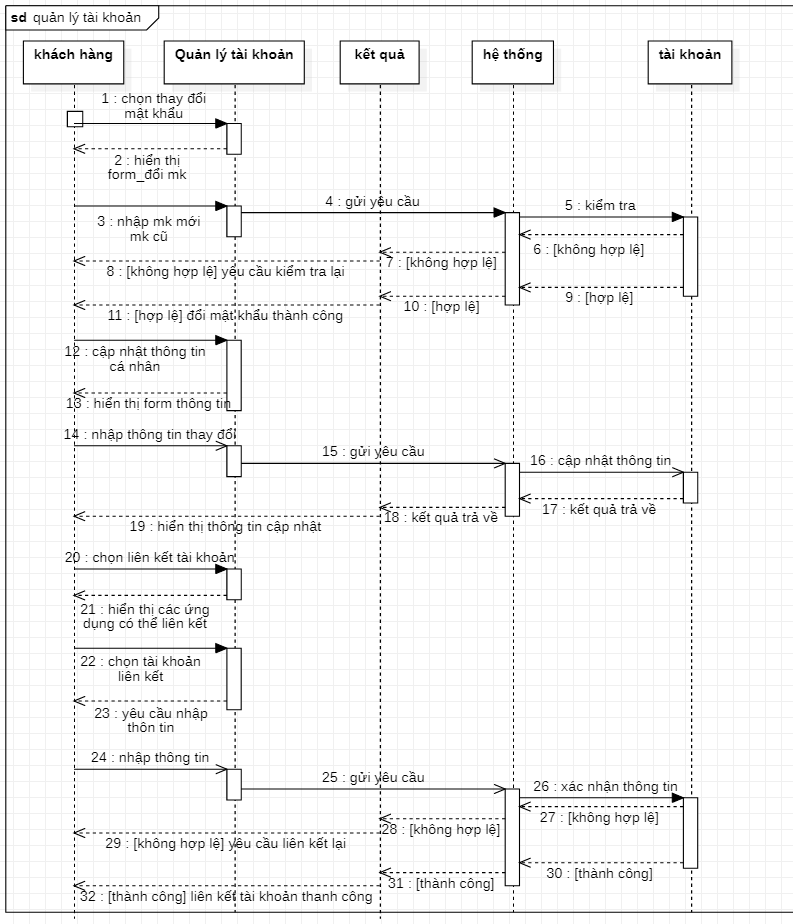 sd quản lý tài khoản
khách hàng
Quản lý tài khoản
kết quả
hệ thống
tài khoản
1 : chọn thay đổi
mật khẩu
2 : hiển thị
form_đổi mk
3 : nhập mk mới
mk cũ
4 : gửi yêu cầu
5 : kiểm tra
6 : [không hợp lệ]
7 : [không hợp lệ]
8 : [không hợp lệ] yêu cầu kiểm tra lại
9 : [hợp lệ]
10 : [hợp lệ]
11 : [hợp lệ] đổi mật khẩu thành công
12 : cập nhật thông tin
cá nhân
13 : hiển thị form thông tin
14 : nhập thông tin thay đổi
15 : gửi yêu cầu
16 : cập nhật thông tin
17 : kết quả trả về
18 : kết quả trả về
19 : hiển thị thông tin cập nhật
20 : chọn liên kết tài khoản
21 : hiển thị các ứng
dụng có thể liên kết
22 : chọn tài khoản
liên kết
23 : yêu cầu nhập
thôn tin
24 : nhập thông tin
25 : gửi yêu cầu
26 : xác nhận thông tin
27 : [không hợp lệ]
28 : [không hợp lệ]
29 : [không hợp lệ] yêu cầu liên kết lại
30 : [thành công]
31 : [thành công]
32 : [thành công] liên kết tài khoản thanh công